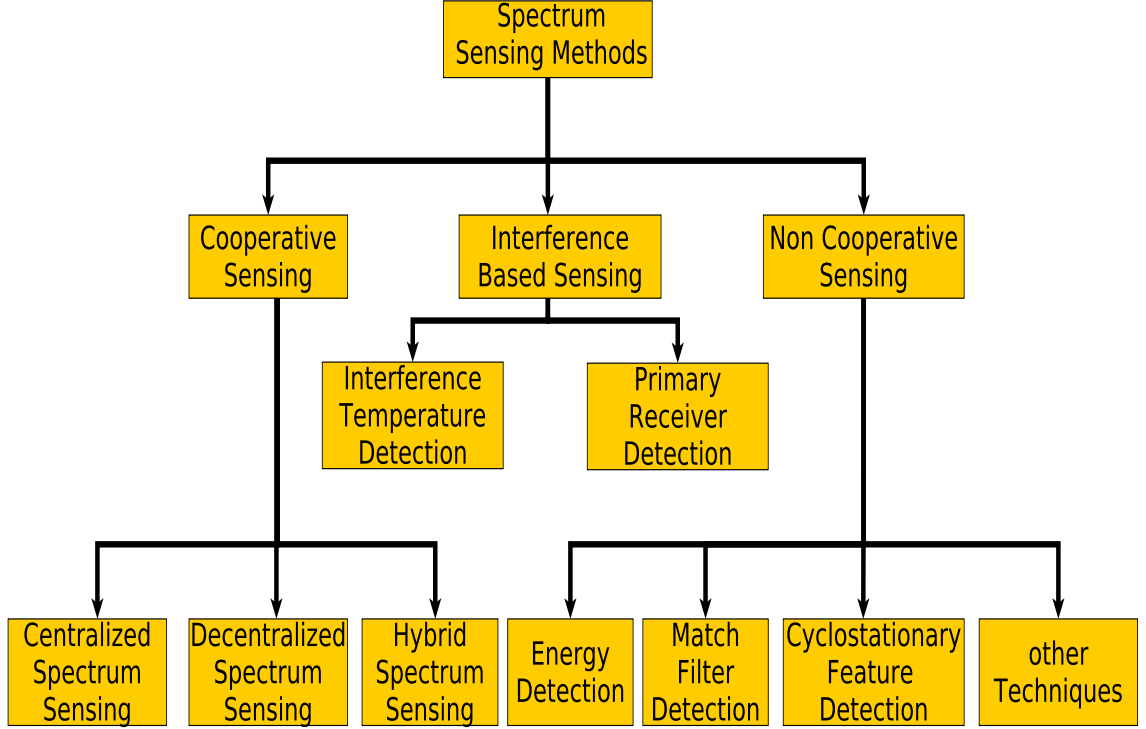 Spectrum
Sensing Methods
Cooperative
Sensing
Interference
Based Sensing
Non Cooperative
Sensing
Interference
Temperature
Detection
Primary
Receiver
Detection
Centralized
Spectrum
Sensing
Decentralized
Spectrum
Sensing
Hybrid
Spectrum
Sensing
Energy
Detection
Match
Filter
Detection
Cyclostationary
Feature
Detection
other
Techniques